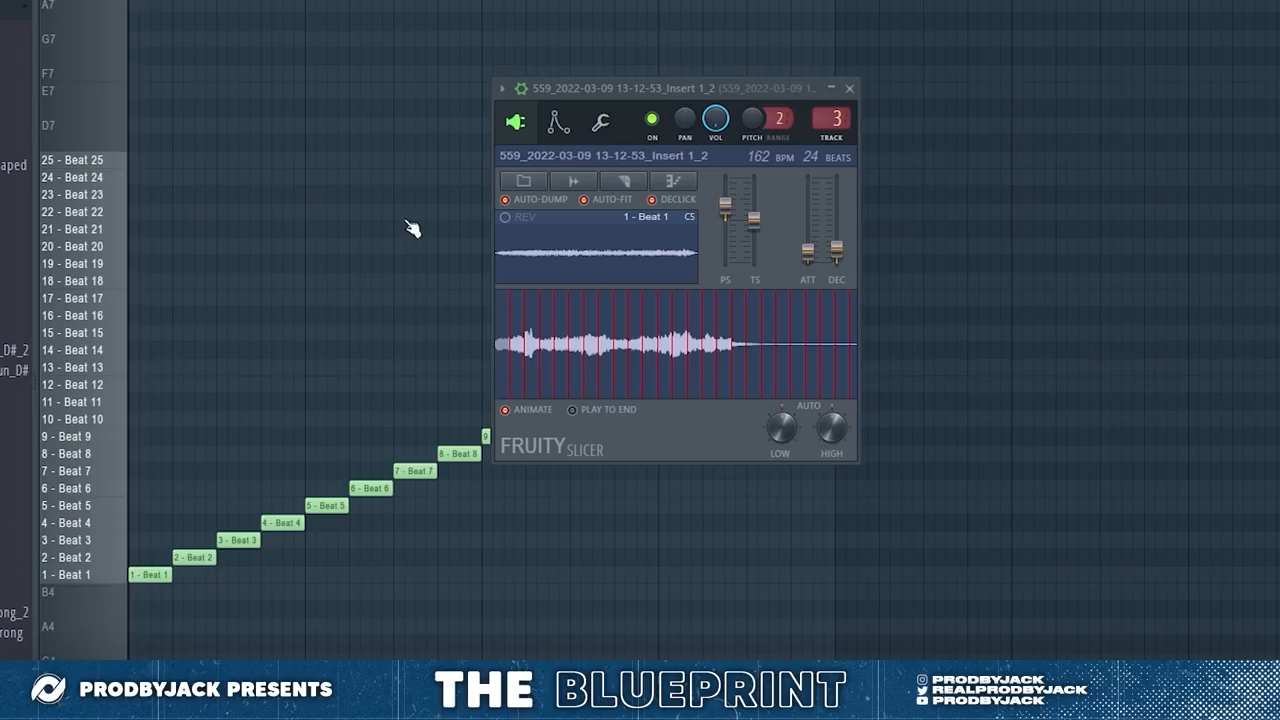 A7
G7
F7
E7
D7
aped
25 - Beat 25
24 - Beat 24
23 - Beat 23
22 - Beat 22
21 - Beat 21
20 - Beat 20
19 - Beat 19
18 - Beat 18
17 - Beat 17
16 - Beat 16
15 - Beat 15
_D#_2
14 - Beat 14
un_D#
13 - Beat 13
12 - Beat 12
11 - Beat 11
10 - Beat 10
9 - Beat 9
8 - Beat 8
7 - Beat 7
6 - Beat 6
5 - Beat 5
4 - Beat 4
3 - Beat 3
2 - Beat 2
1 - Beat 1
B4
ong_2
A4
rong
9
8 - Beat 8
7 - Beat 7
6 - Beat 6
5 - Beat 5
4 - Beat 4
3 - Beat 3
2 - Beat 2
1 - Beat 1
559_2022-03-09 13-12-53_Insert 1_2 (559_2022-03-09 1..
2 3
ON PAN VOL PITCH RANGE TRACK
559_2022-03-09 13-12-53_Insert 1_2 162 BPM 24 BEATS
AUTO-DUMP AUTO-FIT DECLICK
REV 1 - Beat 1 C5
PS TS ATT DEC
ANIMATE PLAY TO END AUTO
FRUITY SLICER LOW HIGH
PRODBYJACK PRESENTS
THE BLUEPRINT
PRODBYJACK
REALPRODBYJACK
PRODBYJACK